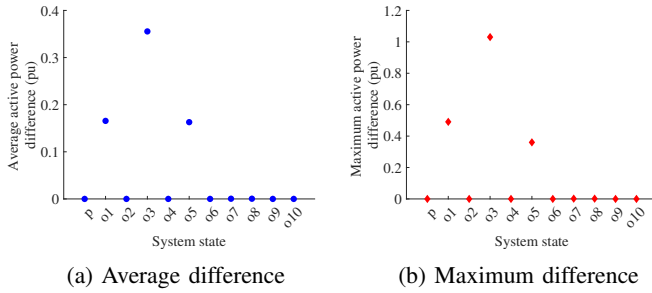 0.4
0.3
0.2
0.1
0
Average active power
difference (pu)
p o1 o2 o3 o4 o5 o6 o7 o8 o9 o10
System state
(a) Average difference
1.2
1
0.8
0.6
0.4
0.2
0
Maximum active power
difference (pu)
p o1 o2 o3 o4 o5 o6 o7 o8 o9 o10
System state
(b) Maximum difference